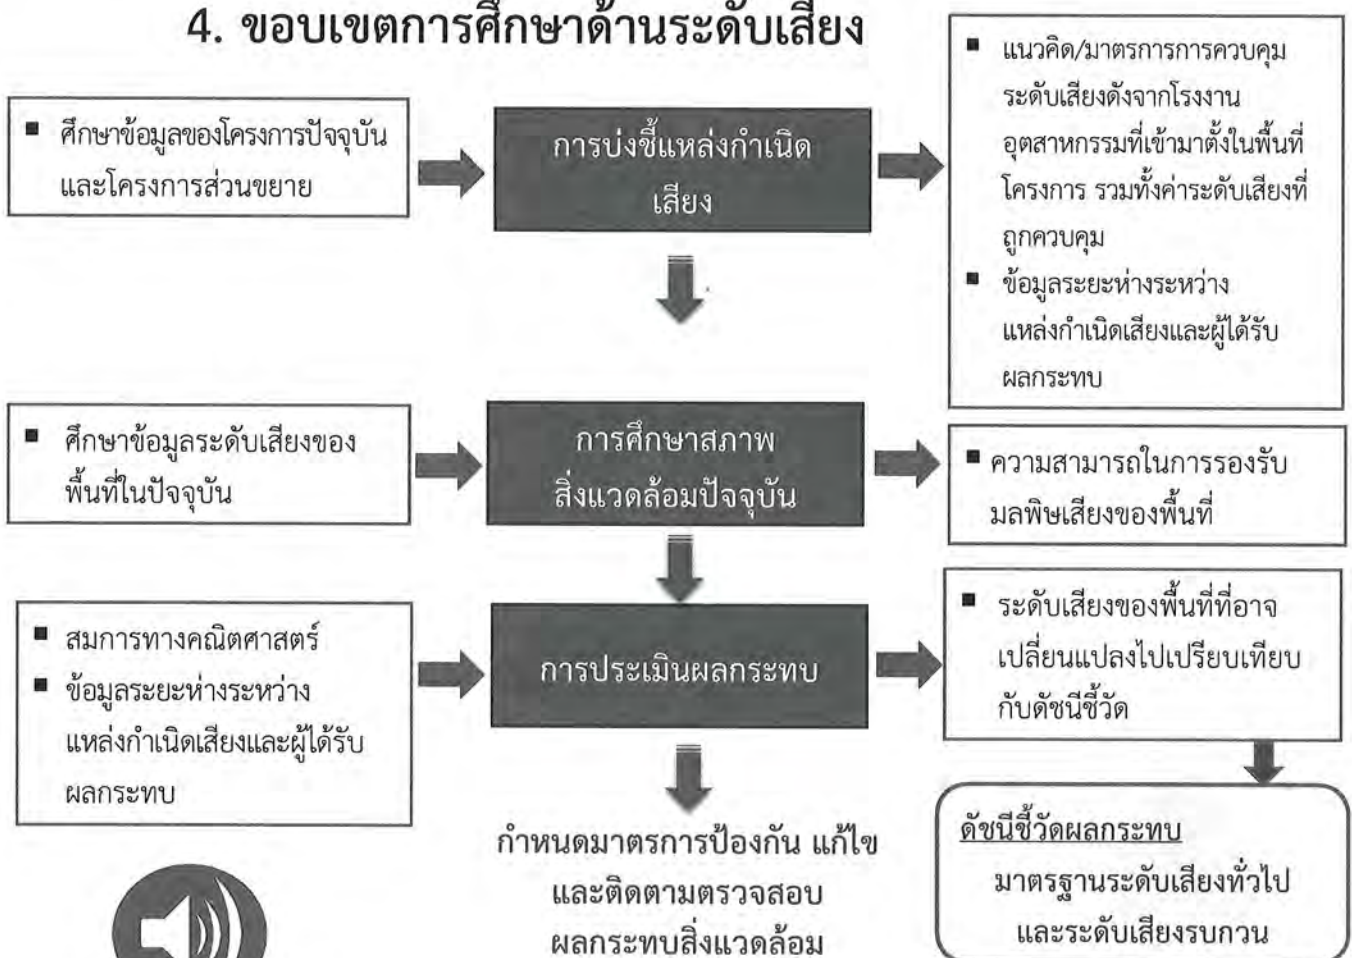 4. ขอบเขตการศึกษาด้านระดับเสียง
▪ ศึกษาข้อมูลของโครงการปัจจุบัน
และโครงการส่วนขยาย
การบ่งชี้แหล่งกำเนิด
เสียง
▪ แนวคิด/มาตรการการควบคุม
ระดับเสียงดังจากโรงงาน
อุตสาหกรรมที่เข้ามาตั้งในพื้นที่
โครงการ รวมทั้งค่าระดับเสียงที่
ถูกควบคุม
▪ ข้อมูลระยะห่างระหว่าง
แหล่งกำเนิดเสียงและผู้ได้รับ
ผลกระทบ
▪ ศึกษาข้อมูลระดับเสียงของ
พื้นที่ในปัจจุบัน
การศึกษาสภาพ
สิ่งแวดล้อมปัจจุบัน
▪ ความสามารถในการรองรับ
มลพิษเสียงของพื้นที่
▪ สมการทางคณิตศาสตร์
▪ ข้อมูลระยะห่างระหว่าง
แหล่งกำเนิดเสียงและผู้ได้รับ
ผลกระทบ
การประเมินผลกระทบ
▪ ระดับเสียงของพื้นที่ที่อาจ
เปลี่ยนแปลงไปเปรียบเทียบ
กับดัชนีชี้วัด
กำหนดมาตรการป้องกัน แก้ไข
และติดตามตรวจสอบ
ผลกระทบสิ่งแวดล้อม
ดัชนีชี้วัดผลกระทบ
มาตรฐานระดับเสียงทั่วไป
และระดับเสียงรบกวน